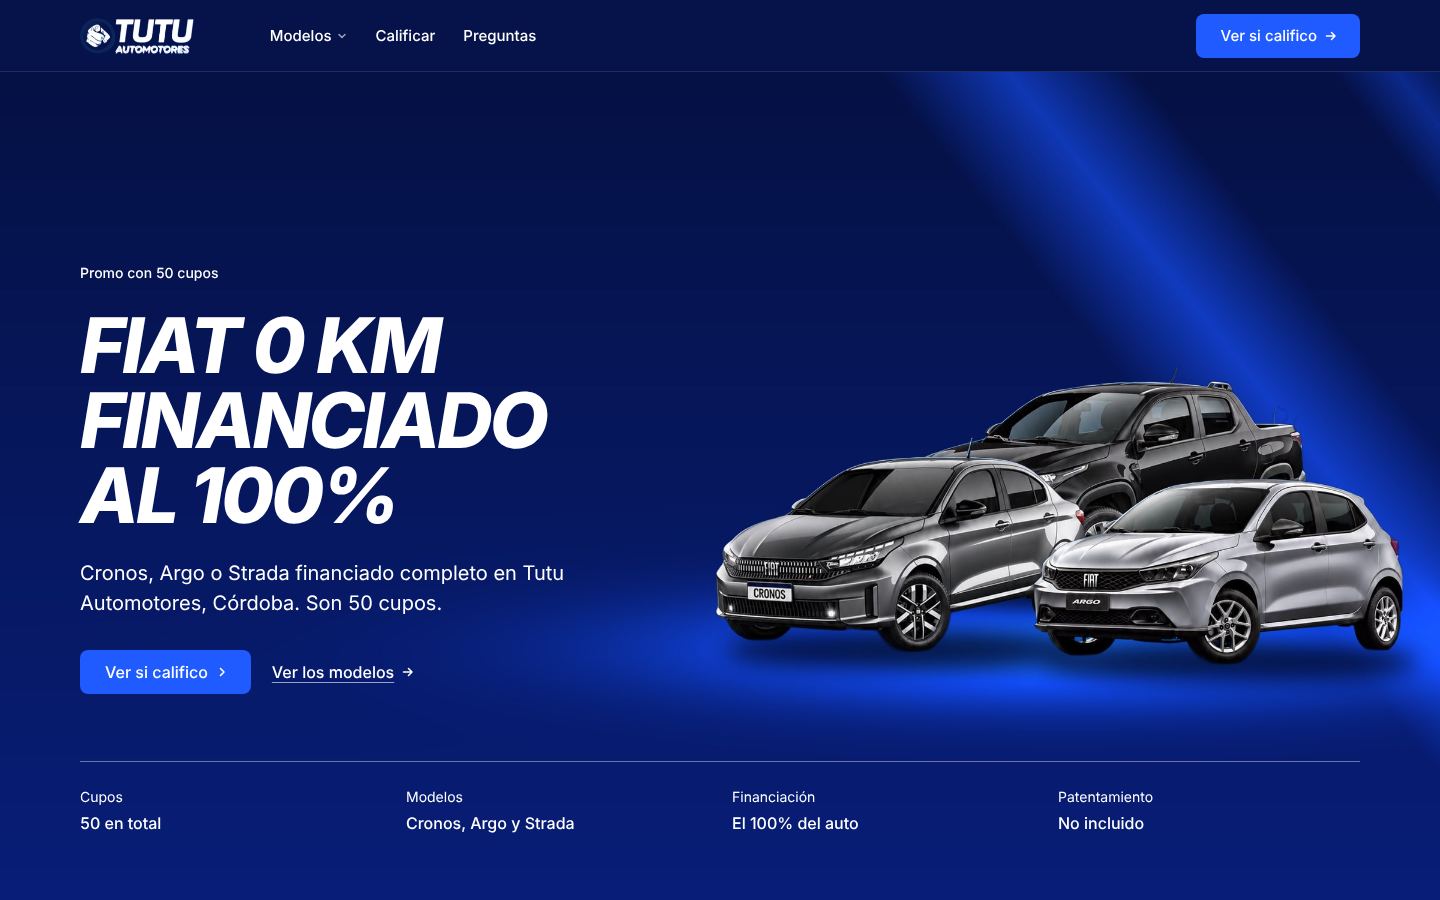 TUTU
AUTOMOTORES
Modelos
Calificar
Preguntas
Ver si califico
Promo con 50 cupos
FIAT 0 KM
FINANCIADO
AL 100%
Cronos, Argo o Strada financiado completo en Tutu
Automotores, Córdoba. Son 50 cupos.
Ver si califico
Ver los modelos
FIAT
CRONOS
FIAT
ARGO
Cupos
50 en total
Modelos
Cronos, Argo y Strada
Financiación
El 100% del auto
Patentamiento
No incluido